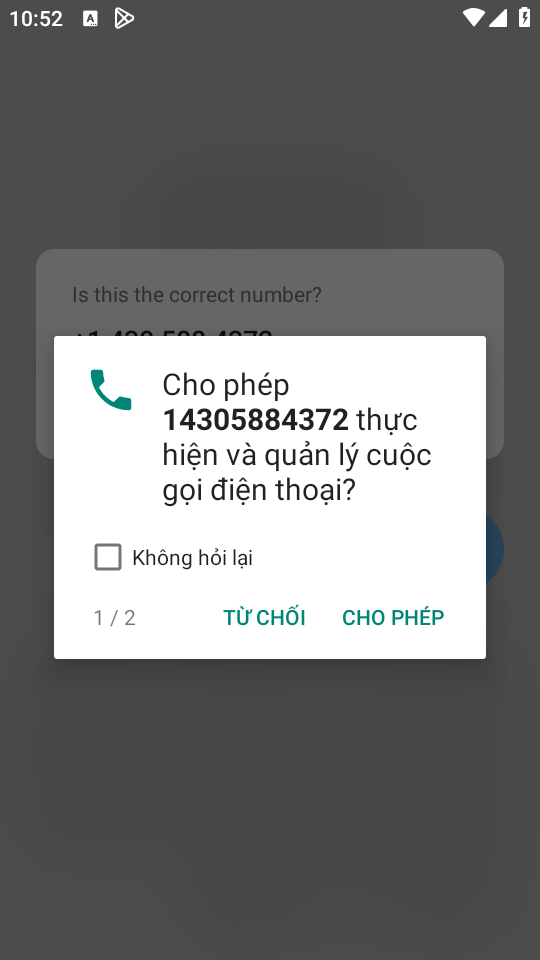 10:52
Is this the correct number?
Cho phép
14305884372 thực
hiện và quản lý cuộc
gọi điện thoại?
Không hỏi lại
1 / 2
TỪ CHỐI
CHO PHÉP